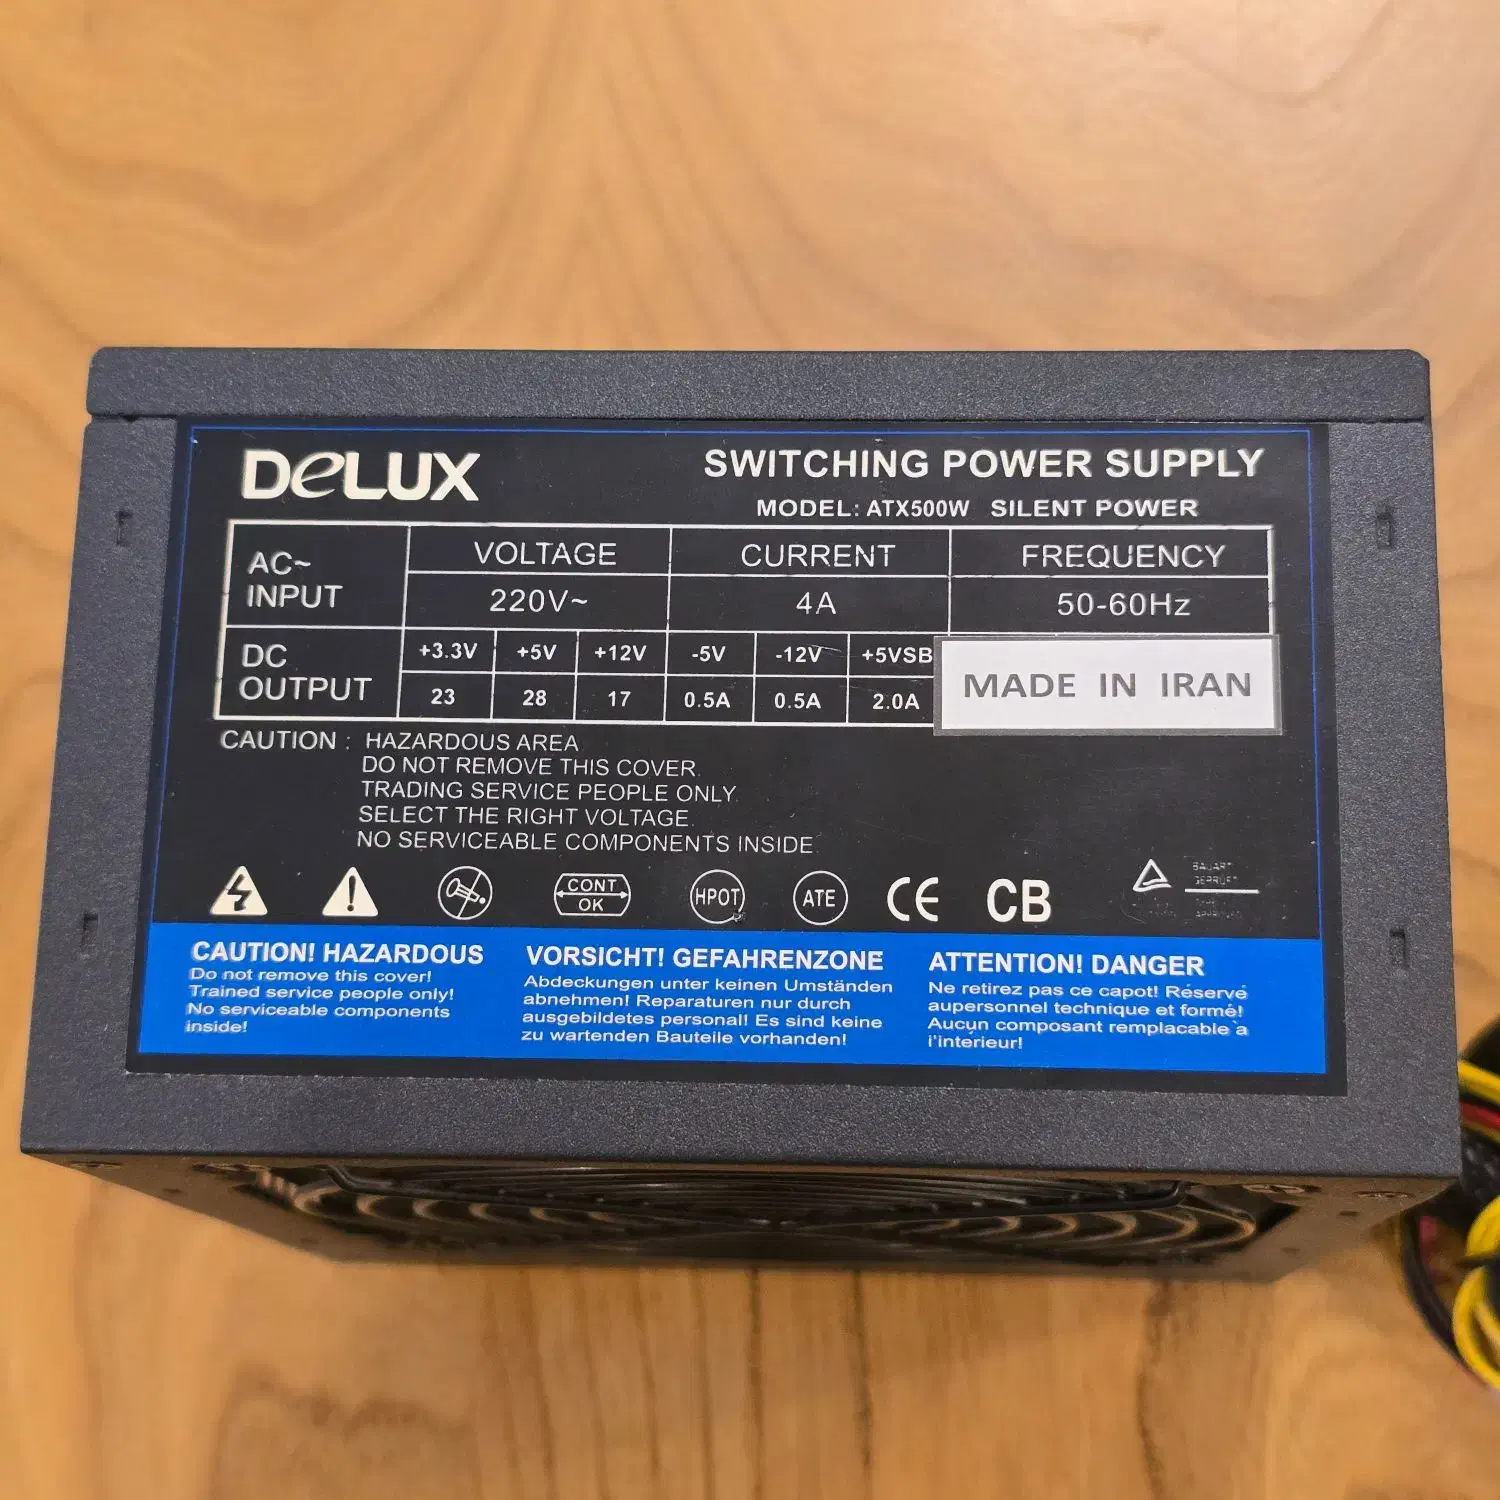 DeLUX
SWITCHING POWER SUPPLY
MODEL: ATX500W SILENT POWER
AC~ INPUT
VOLTAGE CURRENT FREQUENCY
220V~ 4A 50-60Hz
DC OUTPUT
+3.3V +5V +12V -5V -12V +5VSB
23 28 17 0.5A 0.5A 2.0A
MADE IN IRAN
CAUTION : HAZARDOUS AREA
DO NOT REMOVE THIS COVER.
TRADING SERVICE PEOPLE ONLY.
SELECT THE RIGHT VOLTAGE.
NO SERVICEABLE COMPONENTS INSIDE.
CONT
OK
HPOT
ATE
CE
CB
BAUART
GEPRÜFT
CAUTION! HAZARDOUS
Do not remove this cover!
Trained service people only!
No serviceable components
inside!
VORSICHT! GEFAHRENZONE
Abdeckungen unter keinen Umständen
abnehmen! Reparaturen nur durch
ausgebildetes personal! Es sind keine
zu wartenden Bauteile vorhanden!
ATTENTION! DANGER
Ne retirez pas ce capot! Réservé
aupersonnel technique et formé!
Aucun composant remplacable a
l'interieur!